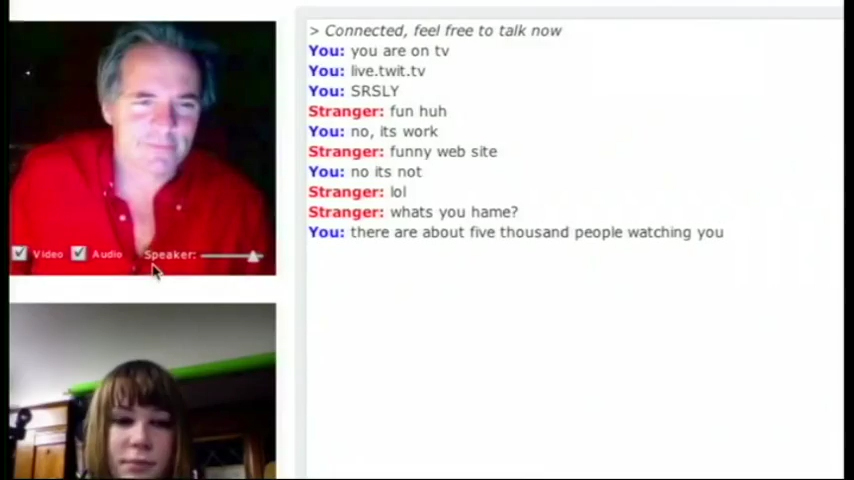 > Connected, feel free to talk now
You: you are on tv
You: live.twit.tv
You: SRSLY
Stranger: fun huh
You: no, its work
Stranger: funny web site
You: no its not
Stranger: lol
Stranger: whats you hame?
You: there are about five thousand people watching you
Video Audio Speaker: